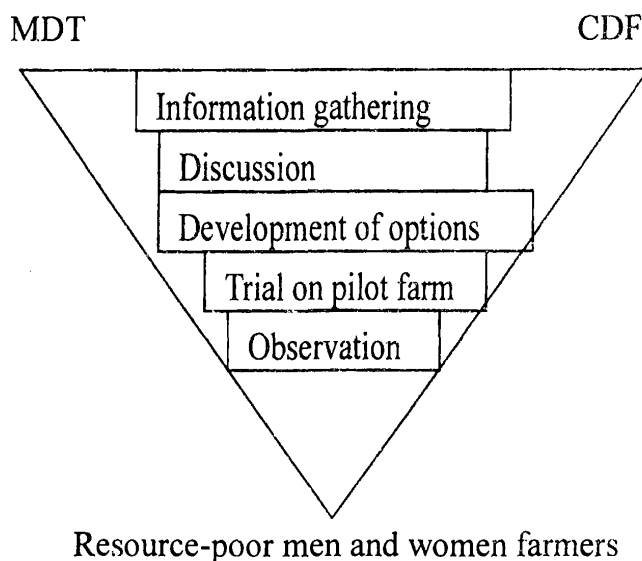 MDT CDF
Information gathering
Discussion
Development of options
Trial on pilot farm
Observation
Resource-poor men and women farmers